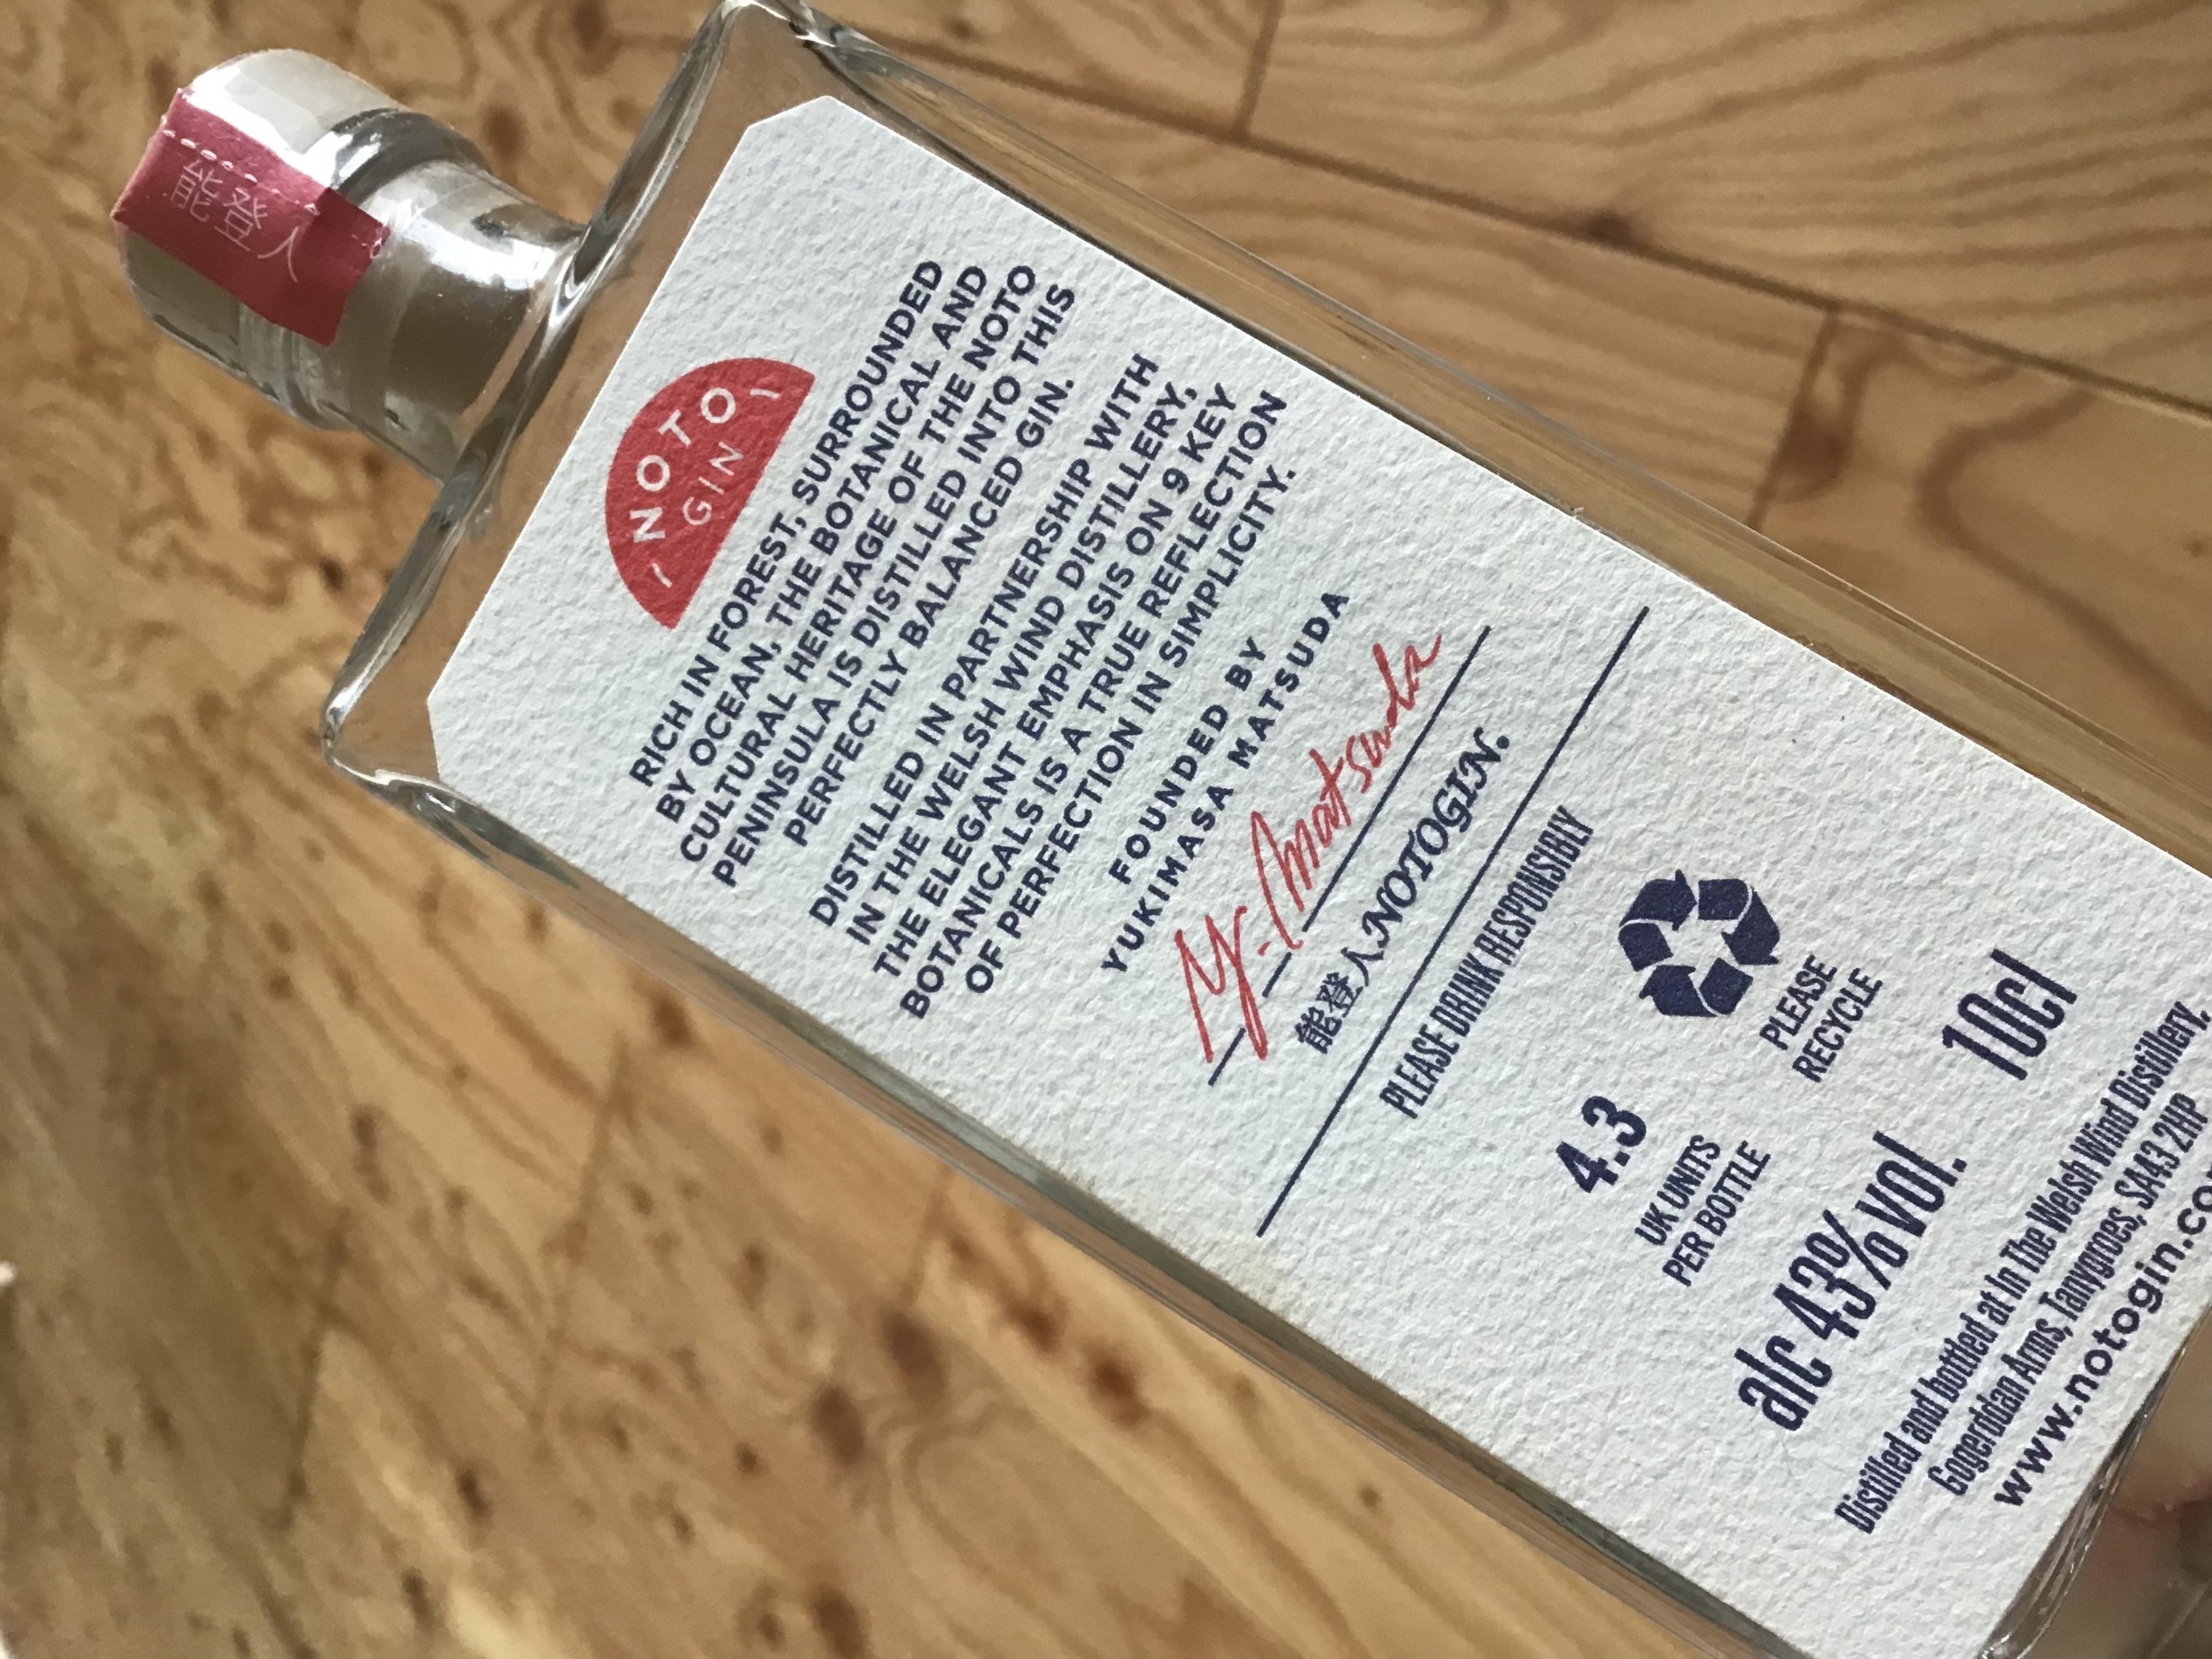 能登人
NOTO
GIN
RICH IN FOREST, SURROUNDED
BY OCEAN, THE BOTANICAL AND
CULTURAL HERITAGE OF THE NOTO
PENINSULA IS DISTILLED INTO THIS
PERFECTLY BALANCED GIN.
DISTILLED IN PARTNERSHIP WITH
IN THE WELSH WIND DISTILLERY,
THE ELEGANT EMPHASIS ON 9 KEY
BOTANICALS IS A TRUE REFLECTION
OF PERFECTION IN SIMPLICITY.
FOUNDED BY
YUKIMASA MATSUDA
Y. Matsuda
能登人NOTOGIN.
PLEASE DRINK RESPONSIBLY
4.3
UK UNITS
PER BOTTLE
PLEASE
RECYCLE
alc 43% vol.
10cl
Distilled and bottled at In The Welsh Wind Distillery,
Gogerddan Arms, Tanygroes, SA43 2HP
www.notogin.co